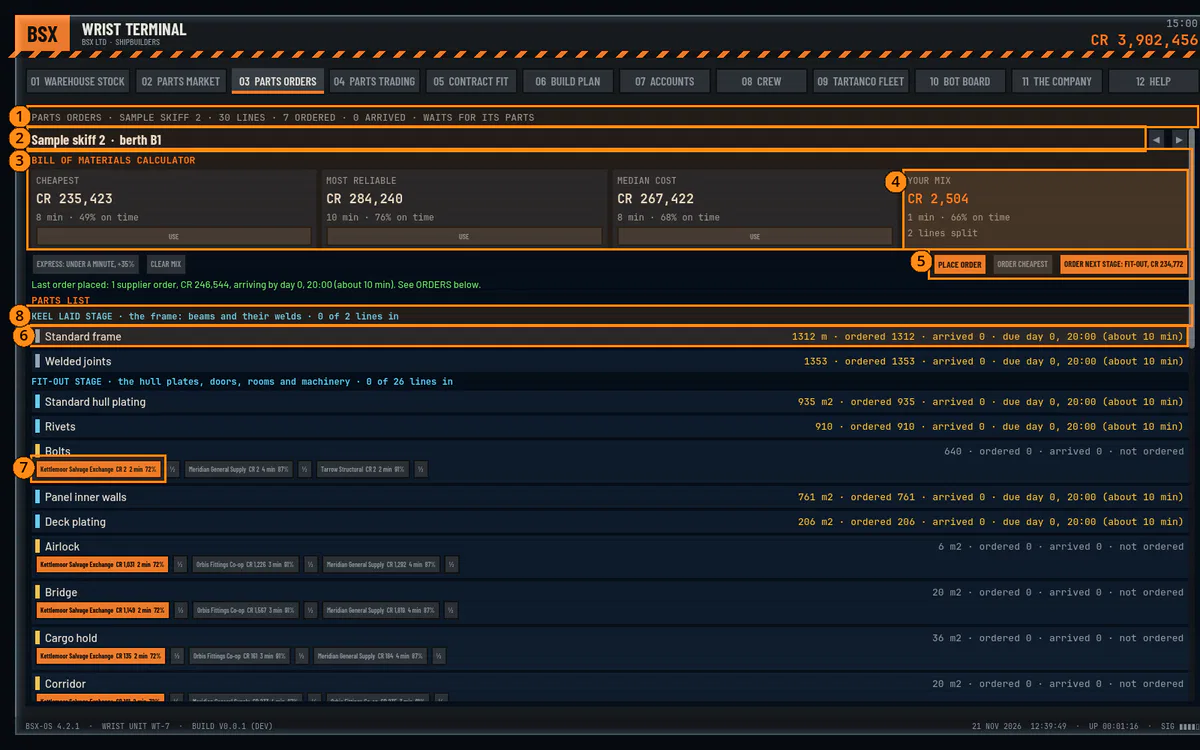 BSX
WRIST TERMINAL
BSX LTD · SHIPBUILDERS
15:00
CR 3,902,456
01 WAREHOUSE STOCK
02 PARTS MARKET
03 PARTS ORDERS
04 PARTS TRADING
05 CONTRACT FIT
06 BUILD PLAN
07 ACCOUNTS
08 CREW
09 TARTANCO FLEET
10 BOT BOARD
11 THE COMPANY
12 HELP
1 PARTS ORDERS · SAMPLE SKIFF 2 · 30 LINES · 7 ORDERED · 0 ARRIVED · WAITS FOR ITS PARTS
2 Sample skiff 2 · berth B1 ◀ ▶
3 BILL OF MATERIALS CALCULATOR
CHEAPEST
CR 235,423
8 min · 49% on time
USE
MOST RELIABLE
CR 284,240
10 min · 76% on time
USE
MEDIAN COST
CR 267,422
8 min · 68% on time
USE
4 YOUR MIX
CR 2,504
1 min · 66% on time
2 lines split
EXPRESS: UNDER A MINUTE, +35% CLEAR MIX
5 PLACE ORDER ORDER CHEAPEST ORDER NEXT STAGE: FIT-OUT, CR 234,772
Last order placed: 1 supplier order, CR 246,544, arriving by day 0, 20:00 (about 10 min). See ORDERS below.
PARTS LIST
8 KEEL LAID STAGE · the frame: beams and their welds · 0 of 2 lines in
6 Standard frame 1312 m · ordered 1312 · arrived 0 · due day 0, 20:00 (about 10 min)
Welded joints 1353 · ordered 1353 · arrived 0 · due day 0, 20:00 (about 10 min)
FIT-OUT STAGE · the hull plates, doors, rooms and machinery · 0 of 26 lines in
Standard hull plating 935 m2 · ordered 935 · arrived 0 · due day 0, 20:00 (about 10 min)
Rivets 910 · ordered 910 · arrived 0 · due day 0, 20:00 (about 10 min)
Bolts 640 · ordered 0 · arrived 0 · not ordered
7 Kettlemoor Salvage Exchange CR 2 2 min 72% ½ Meridian General Supply CR 2 4 min 87% ½ Tarrow Structural CR 2 2 min 81% ½
Panel inner walls 761 m2 · ordered 761 · arrived 0 · due day 0, 20:00 (about 10 min)
Deck plating 206 m2 · ordered 206 · arrived 0 · due day 0, 20:00 (about 10 min)
Airlock 6 m2 · ordered 0 · arrived 0 · not ordered
Kettlemoor Salvage Exchange CR 1,031 2 min 72% ½ Orbis Fittings Co-op CR 1,226 3 min 81% ½ Meridian General Supply CR 1,282 4 min 87% ½
Bridge 20 m2 · ordered 0 · arrived 0 · not ordered
Kettlemoor Salvage Exchange CR 1,149 2 min 72% ½ Orbis Fittings Co-op CR 1,567 3 min 81% ½ Meridian General Supply CR 1,818 4 min 87% ½
Cargo hold 36 m2 · ordered 0 · arrived 0 · not ordered
Kettlemoor Salvage Exchange CR 135 2 min 72% ½ Orbis Fittings Co-op CR 161 3 min 81% ½ Meridian General Supply CR 184 4 min 87% ½
Corridor 20 m2 · ordered 0 · arrived 0 · not ordered
BSX-OS 4.2.1 · WRIST UNIT WT-7 · BUILD V0.0.1 (DEV)
21 NOV 2026 12:39:49 · UP 00:01:16 · SIG